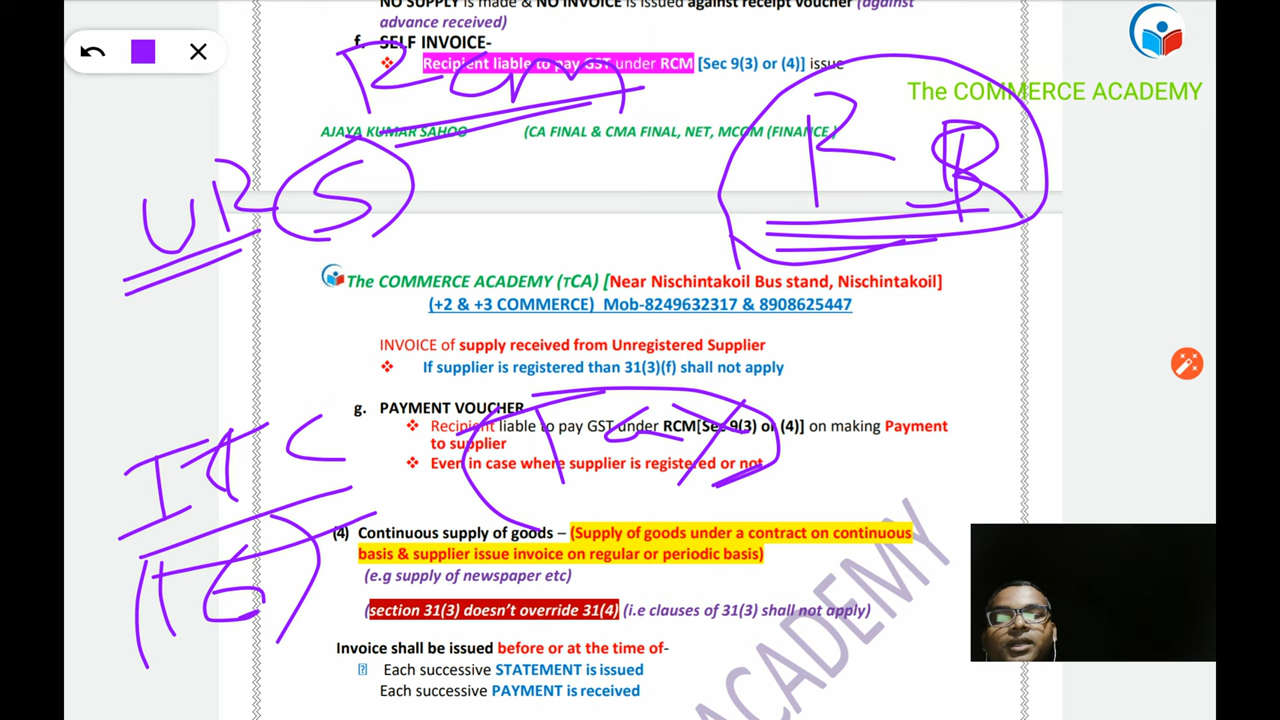 NO SUPPLY is made & NO INVOICE is issued against receipt voucher (against
advance received)
f. SELF INVOICE-
Recipient liable to pay GST under RCM [Sec 9(3) or (4)] issue
The COMMERCE ACADEMY
Rcm
AJAYA KUMAR SAHOO (CA FINAL & CMA FINAL, NET, MCOM (FINANCE)
R
URS
The COMMERCE ACADEMY (TCA) [Near Nischintakoil Bus stand, Nischintakoil]
(+2 & +3 COMMERCE) Mob-8249632317 & 8908625447
INVOICE of supply received from Unregistered Supplier
If supplier is registered than 31(3)(f) shall not apply
g. PAYMENT VOUCHER
Recipient liable to pay GST under RCM[Sec 9(3) or (4)] on making Payment
to supplier
Even in case where supplier is registered or not
Tax
ITC
(16)
(4) Continuous supply of goods – (Supply of goods under a contract on continuous
basis & supplier issue invoice on regular or periodic basis)
(e.g supply of newspaper etc)
(section 31(3) doesn't override 31(4) (i.e clauses of 31(3) shall not apply)
Invoice shall be issued before or at the time of-
Each successive STATEMENT is issued
Each successive PAYMENT is received
ACADEMY